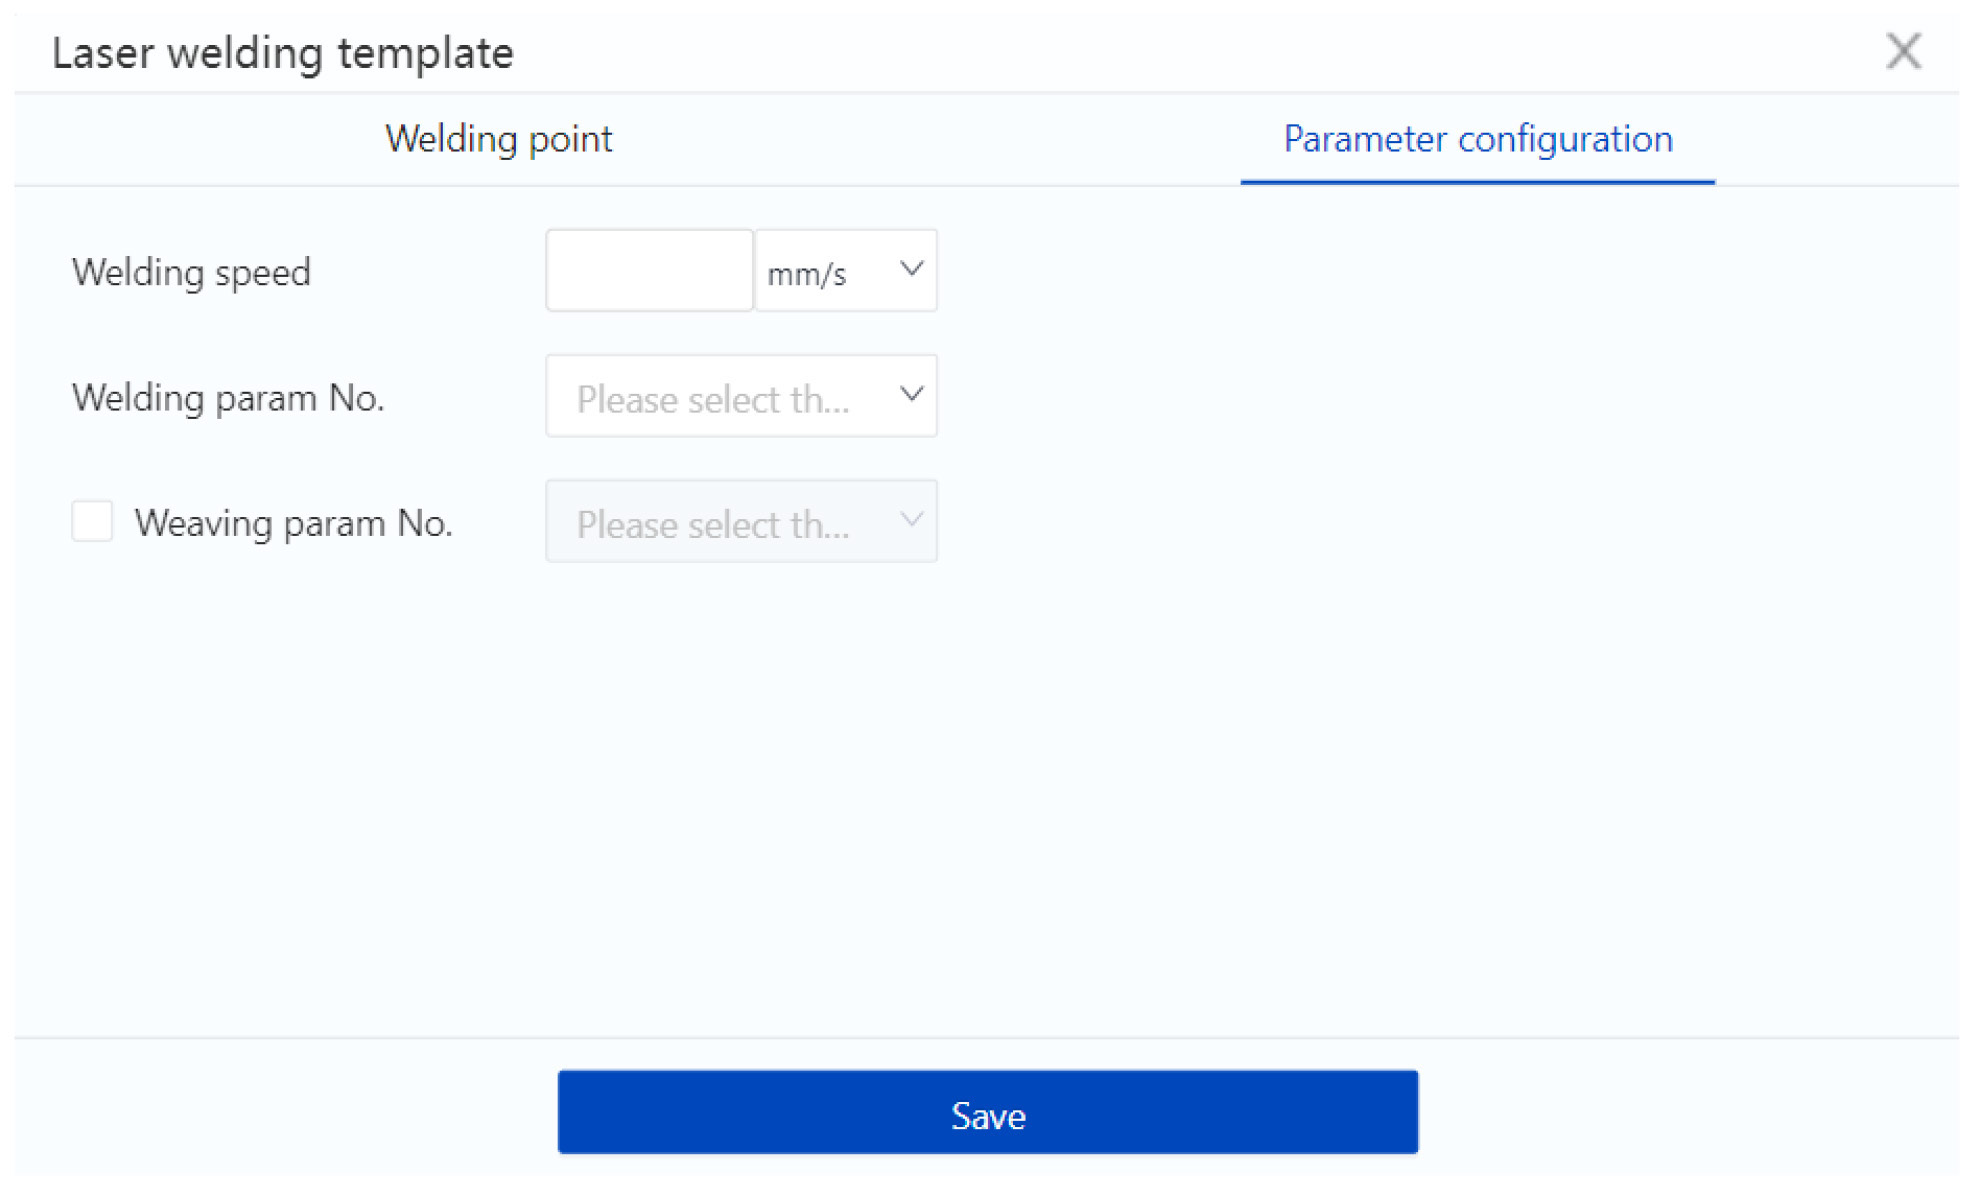 Laser welding template
Welding point
Parameter configuration
Welding speed
mm/s
Welding param No.
Please select th...
Weaving param No.
Please select th...
Save